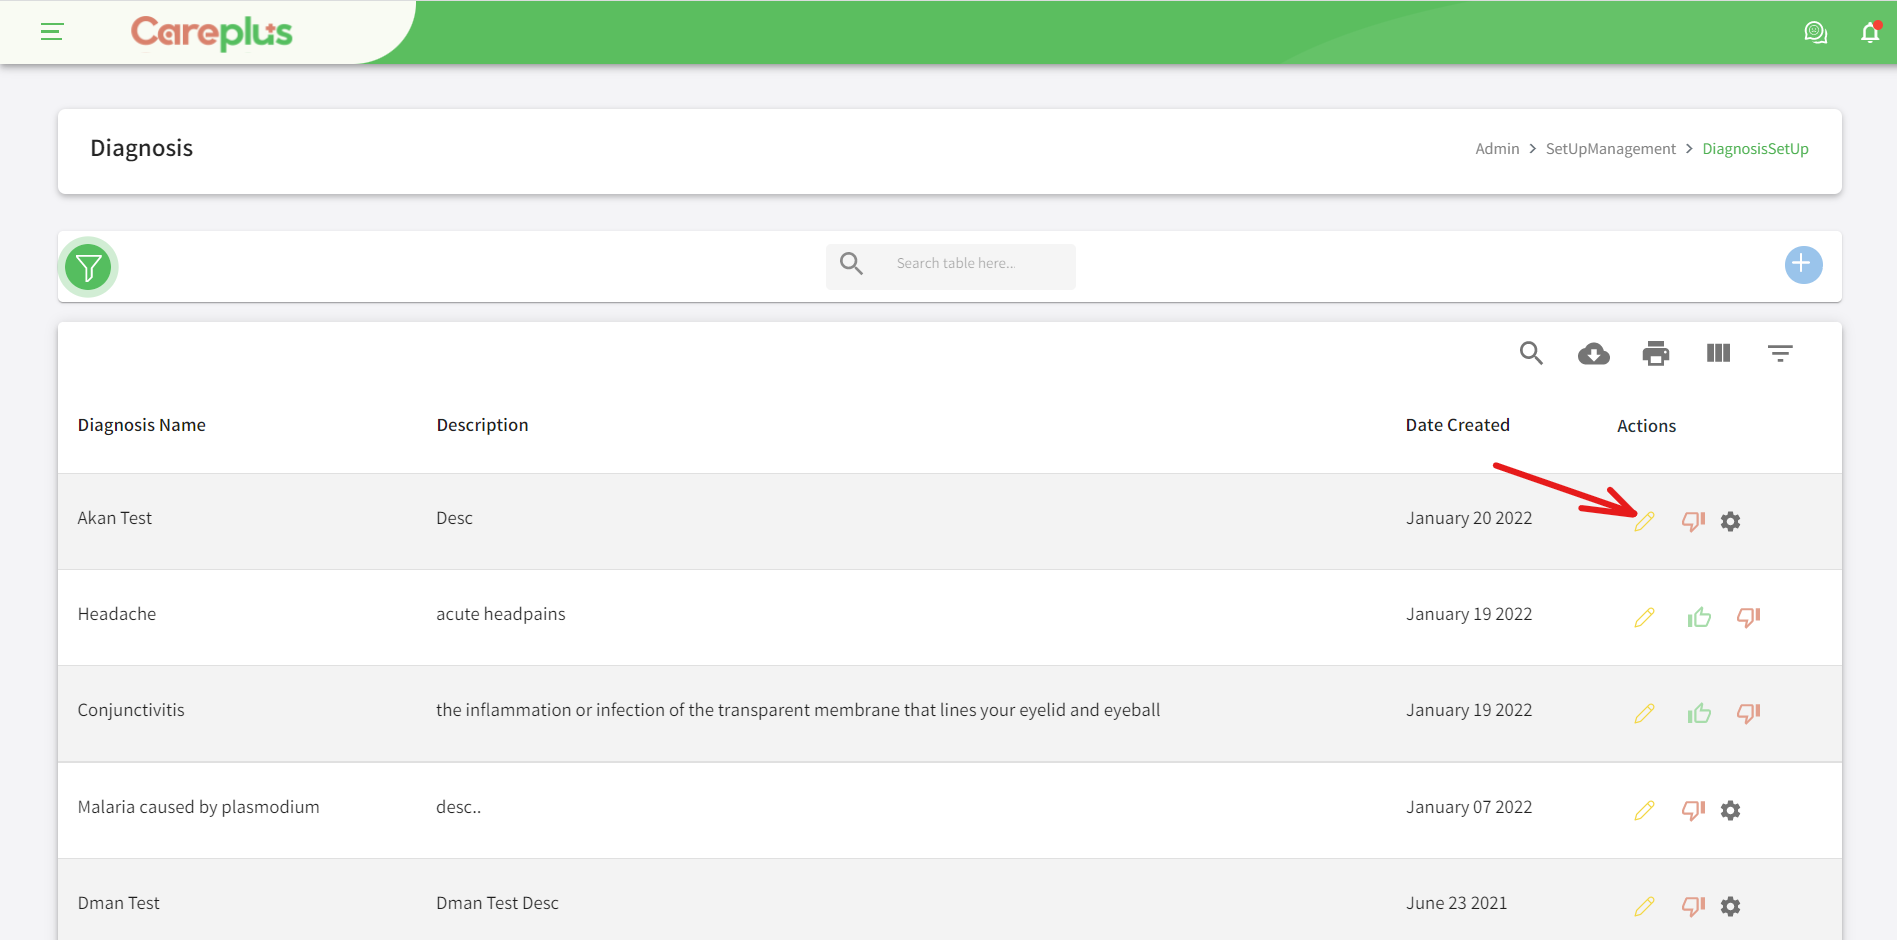 Careplus
Diagnosis
Admin > SetUpManagement > DiagnosisSetUp
Search table here...
Diagnosis Name Description Date Created Actions
Akan Test Desc January 20 2022
Headache acute headpains January 19 2022
Conjunctivitis the inflammation or infection of the transparent membrane that lines your eyelid and eyeball January 19 2022
Malaria caused by plasmodium desc.. January 07 2022
Dman Test Dman Test Desc June 23 2021